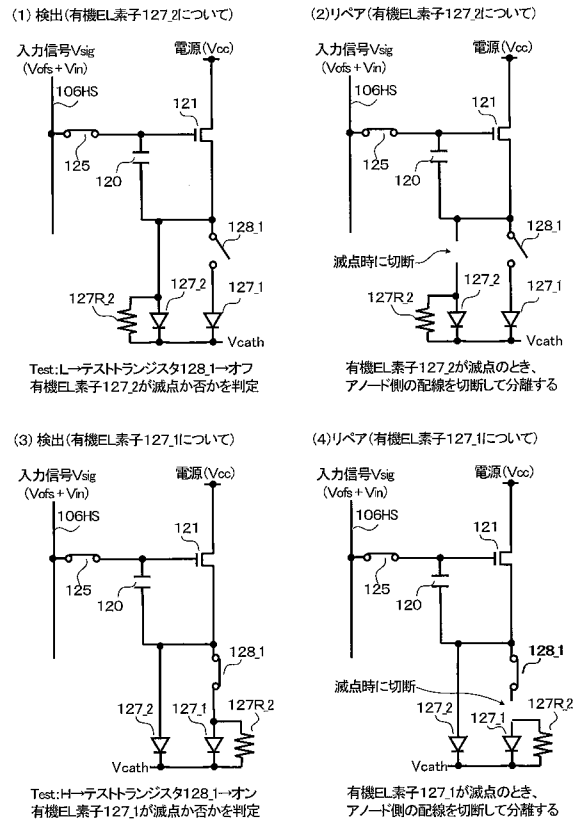 (1) 検出(有機EL素子127_2について)
入力信号Vsig
(Vofs+Vin)
電源(Vcc)
106HS
121
125
120
128_1
127_2
127_1
127R_2
Vcath
Test:L→テストトランジスタ128_1→オフ
有機EL素子127_2が滅点か否かを判定
(2)リペア(有機EL素子127_2について)
入力信号Vsig
(Vofs+Vin)
電源(Vcc)
106HS
121
125
120
128_1
滅点時に切断
127_2
127_1
127R_2
Vcath
有機EL素子127_2が滅点のとき、
アノード側の配線を切断して分離する
(3) 検出(有機EL素子127_1について)
入力信号Vsig
(Vofs+Vin)
電源(Vcc)
106HS
121
125
120
128_1
127_2
127_1
127R_2
Vcath
Test:H→テストトランジスタ128_1→オン
有機EL素子127_1が滅点か否かを判定
(4)リペア(有機EL素子127_1について)
入力信号Vsig
(Vofs+Vin)
電源(Vcc)
106HS
121
125
120
128_1
滅点時に切断
127_2
127_1
127R_2
Vcath
有機EL素子127_1が滅点のとき、
アノード側の配線を切断して分離する